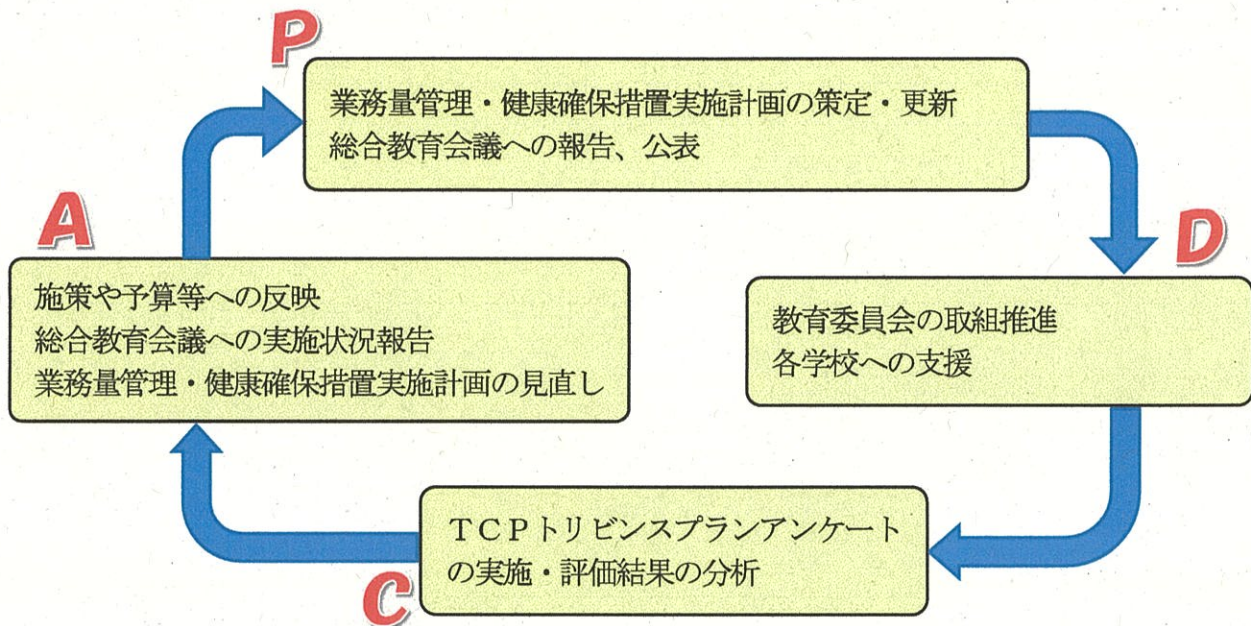 P
業務量管理・健康確保措置実施計画の策定・更新
総合教育会議への報告、公表
D
教育委員会の取組推進
各学校への支援
C
ＴＣＰトリビンスプランアンケート
の実施・評価結果の分析
A
施策や予算等への反映
総合教育会議への実施状況報告
業務量管理・健康確保措置実施計画の見直し